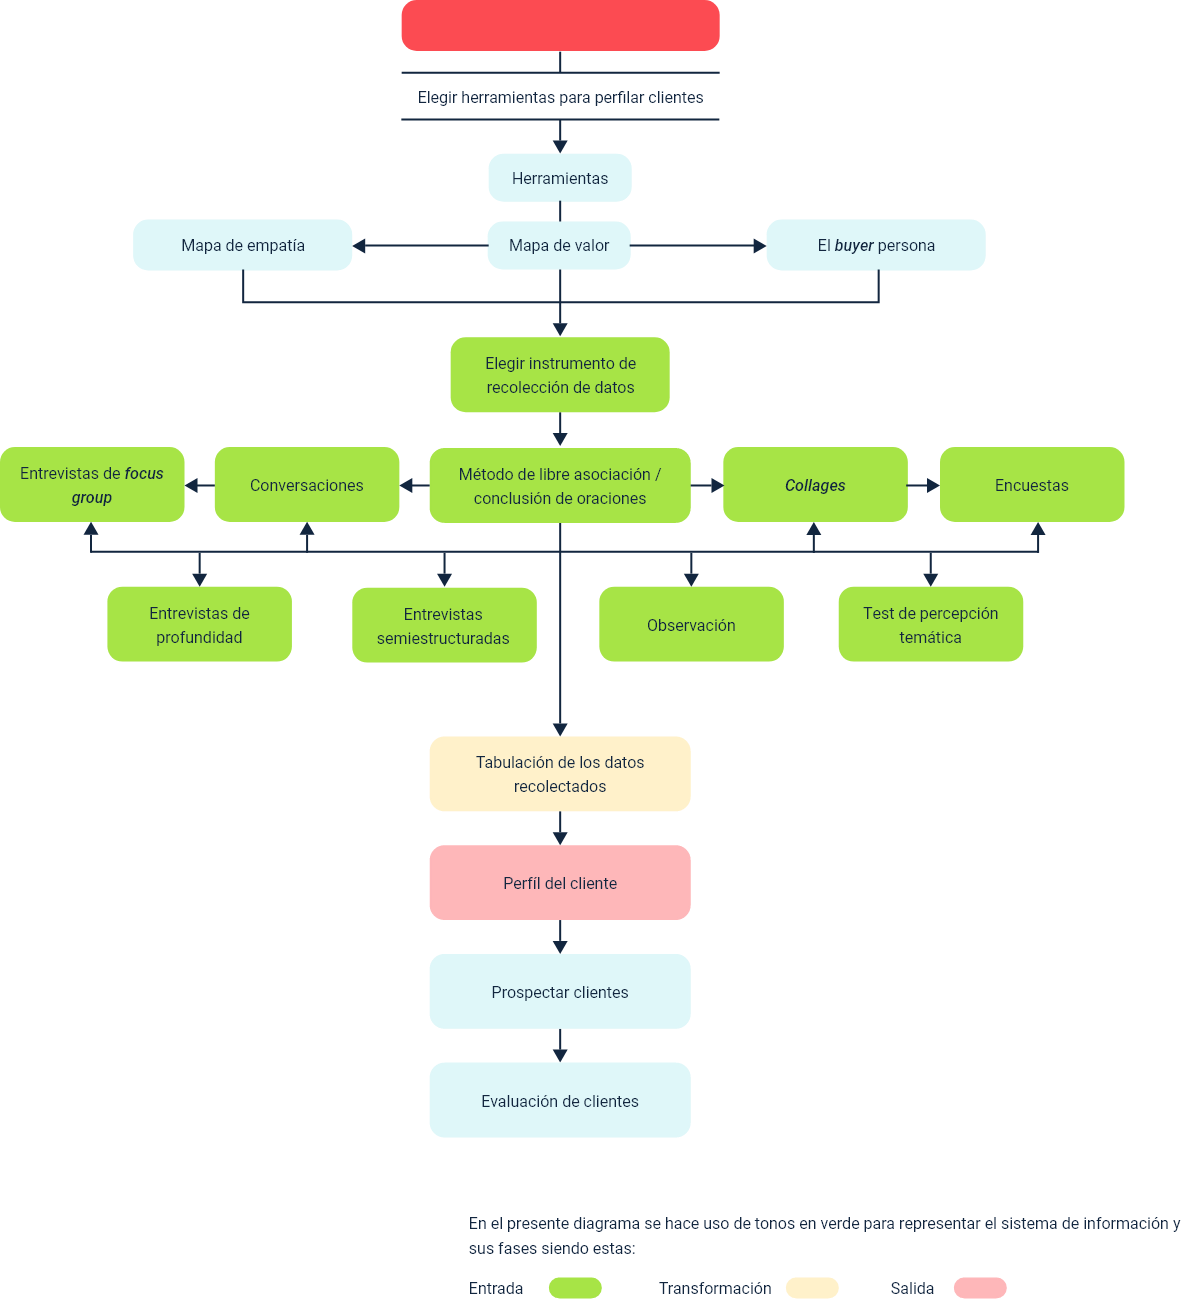 Elegir herramientas para perfilar clientes
Herramientas
Mapa de empatía
Mapa de valor
El buyer persona
Elegir instrumento de
recolección de datos
Entrevistas de focus
group
Conversaciones
Método de libre asociación /
conclusión de oraciones
Collages
Encuestas
Entrevistas de
profundidad
Entrevistas
semiestructuradas
Observación
Test de percepción
temática
Tabulación de los datos
recolectados
Perfíl del cliente
Prospectar clientes
Evaluación de clientes
En el presente diagrama se hace uso de tonos en verde para representar el sistema de información y
sus fases siendo estas:
Entrada
Transformación
Salida